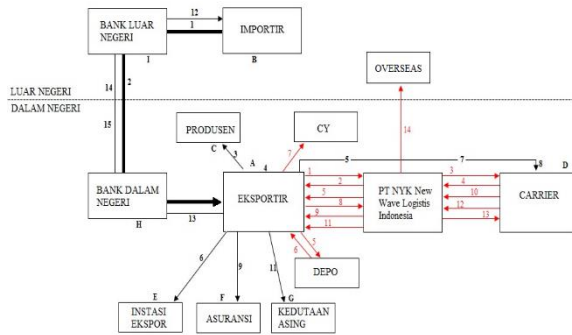 12
BANK LUAR
NEGERI
1
IMPORTIR
I
B
OVERSEAS
14
2
LUAR NEGERI
DALAM NEGERI
15
PRODUSEN
CY
C
3
7
14
A
4
5
7
8
D
BANK DALAM
NEGERI
H
13
EKSPORTIR
1
2
5
8
9
11
PT NYK New
Wave Logistis
Indonesia
3
4
10
12
13
CARRIER
6
9
11
6
5
DEPO
E
F
G
INSTASI
EKSPOR
ASURANSI
KEDUTAAN
ASING